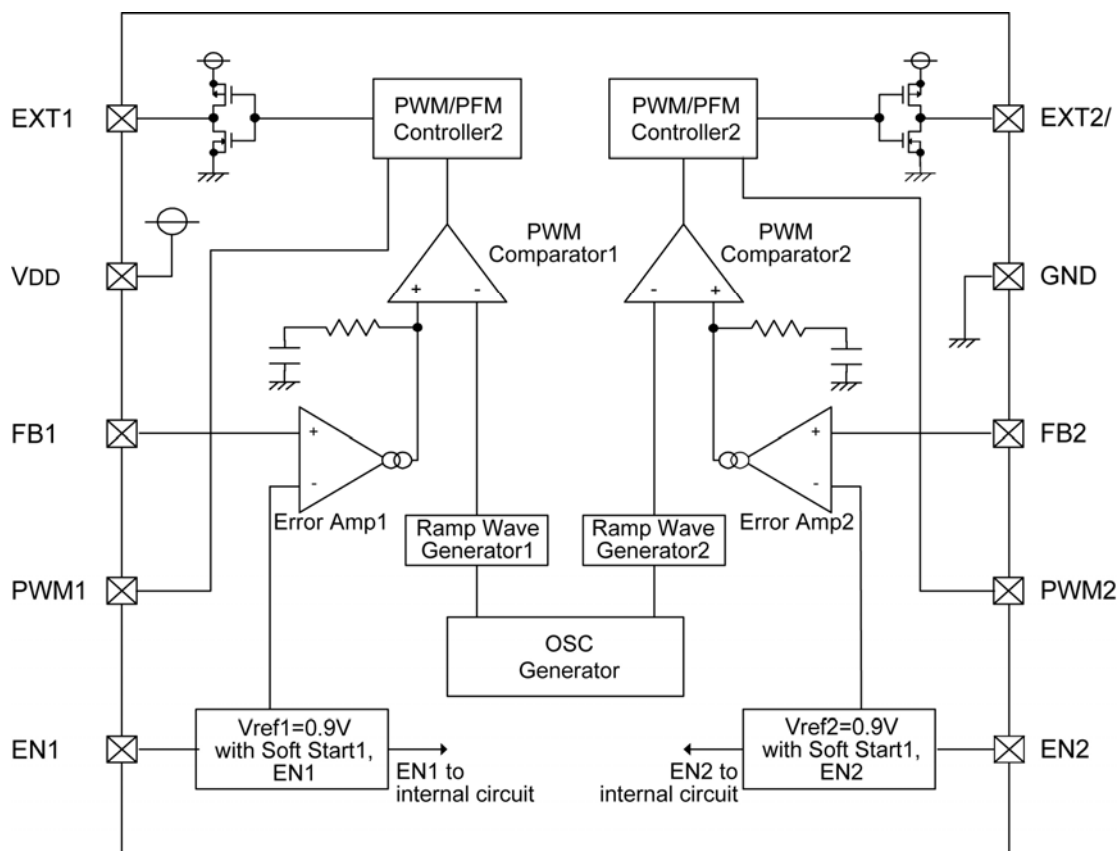 EXT1
PWM/PFM
Controller2
PWM/PFM
Controller2
EXT2/
VDD
PWM
Comparator1
PWM
Comparator2
GND
+
-
-
+
FB1
+
-
Error Amp1
+
-
Error Amp2
FB2
Ramp Wave
Generator1
Ramp Wave
Generator2
PWM1
PWM2
OSC
Generator
EN1
Vref1=0.9V
with Soft Start1,
EN1
EN1 to
internal circuit
EN2 to
internal circuit
Vref2=0.9V
with Soft Start1,
EN2
EN2